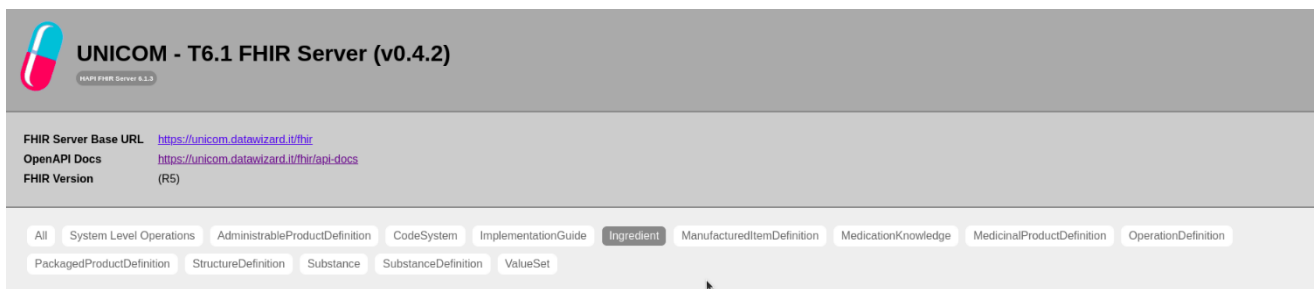 UNICOM - T6.1 FHIR Server (v0.4.2)
HAPI FHIR Server 6.1.3
FHIR Server Base URL https://unicom.datawizard.it/fhir
OpenAPI Docs https://unicom.datawizard.it/fhir/api-docs
FHIR Version (R5)
All System Level Operations AdministrableProductDefinition CodeSystem ImplementationGuide Ingredient ManufacturedItemDefinition MedicationKnowledge MedicinalProductDefinition OperationDefinition
PackagedProductDefinition StructureDefinition Substance SubstanceDefinition ValueSet